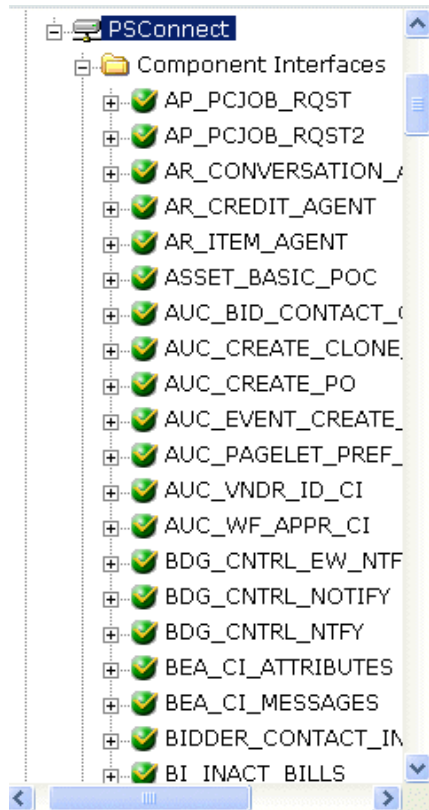 PSConnect
Component Interfaces
AP_PCJOB_RQST
AP_PCJOB_RQST2
AR_CONVERSATION_
AR_CREDIT_AGENT
AR_ITEM_AGENT
ASSET_BASIC_POC
AUC_BID_CONTACT_
AUC_CREATE_CLONE_
AUC_CREATE_PO
AUC_EVENT_CREATE_
AUC_PAGELET_PREF_
AUC_VNDR_ID_CI
AUC_WF_APPR_CI
BDG_CNTRL_EW_NTF
BDG_CNTRL_NOTIFY
BDG_CNTRL_NTFY
BEA_CI_ATTRIBUTES
BEA_CI_MESSAGES
BIDDER_CONTACT_IN
BI_INACT_BILLS